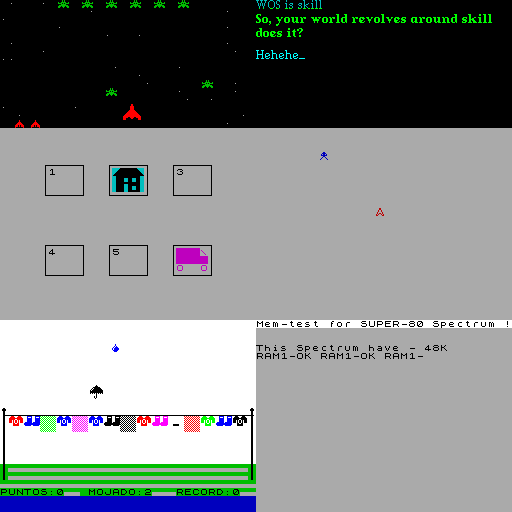 WOS is skill
So, your world revolves around skill
does it?
Hehehe_
1
3
4
5
Mem-test for SUPER-80 Spectrum !
This Spectrum have - 48K
RAM1-OK RAM1-OK RAM1-
PUNTOS:0 MOJADO:2 RECORD:0